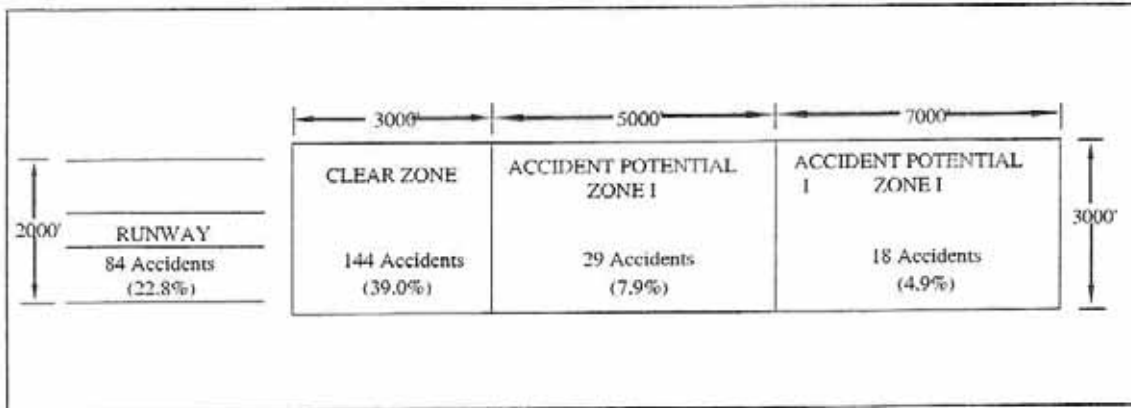 3000'
5000'
7000'
2000'
RUNWAY
84 Accidents
(22.8%)
CLEAR ZONE
144 Accidents
(39.0%)
ACCIDENT POTENTIAL
ZONE I
29 Accidents
(7.9%)
ACCIDENT POTENTIAL
I ZONE I
18 Accidents
(4.9%)
3000'